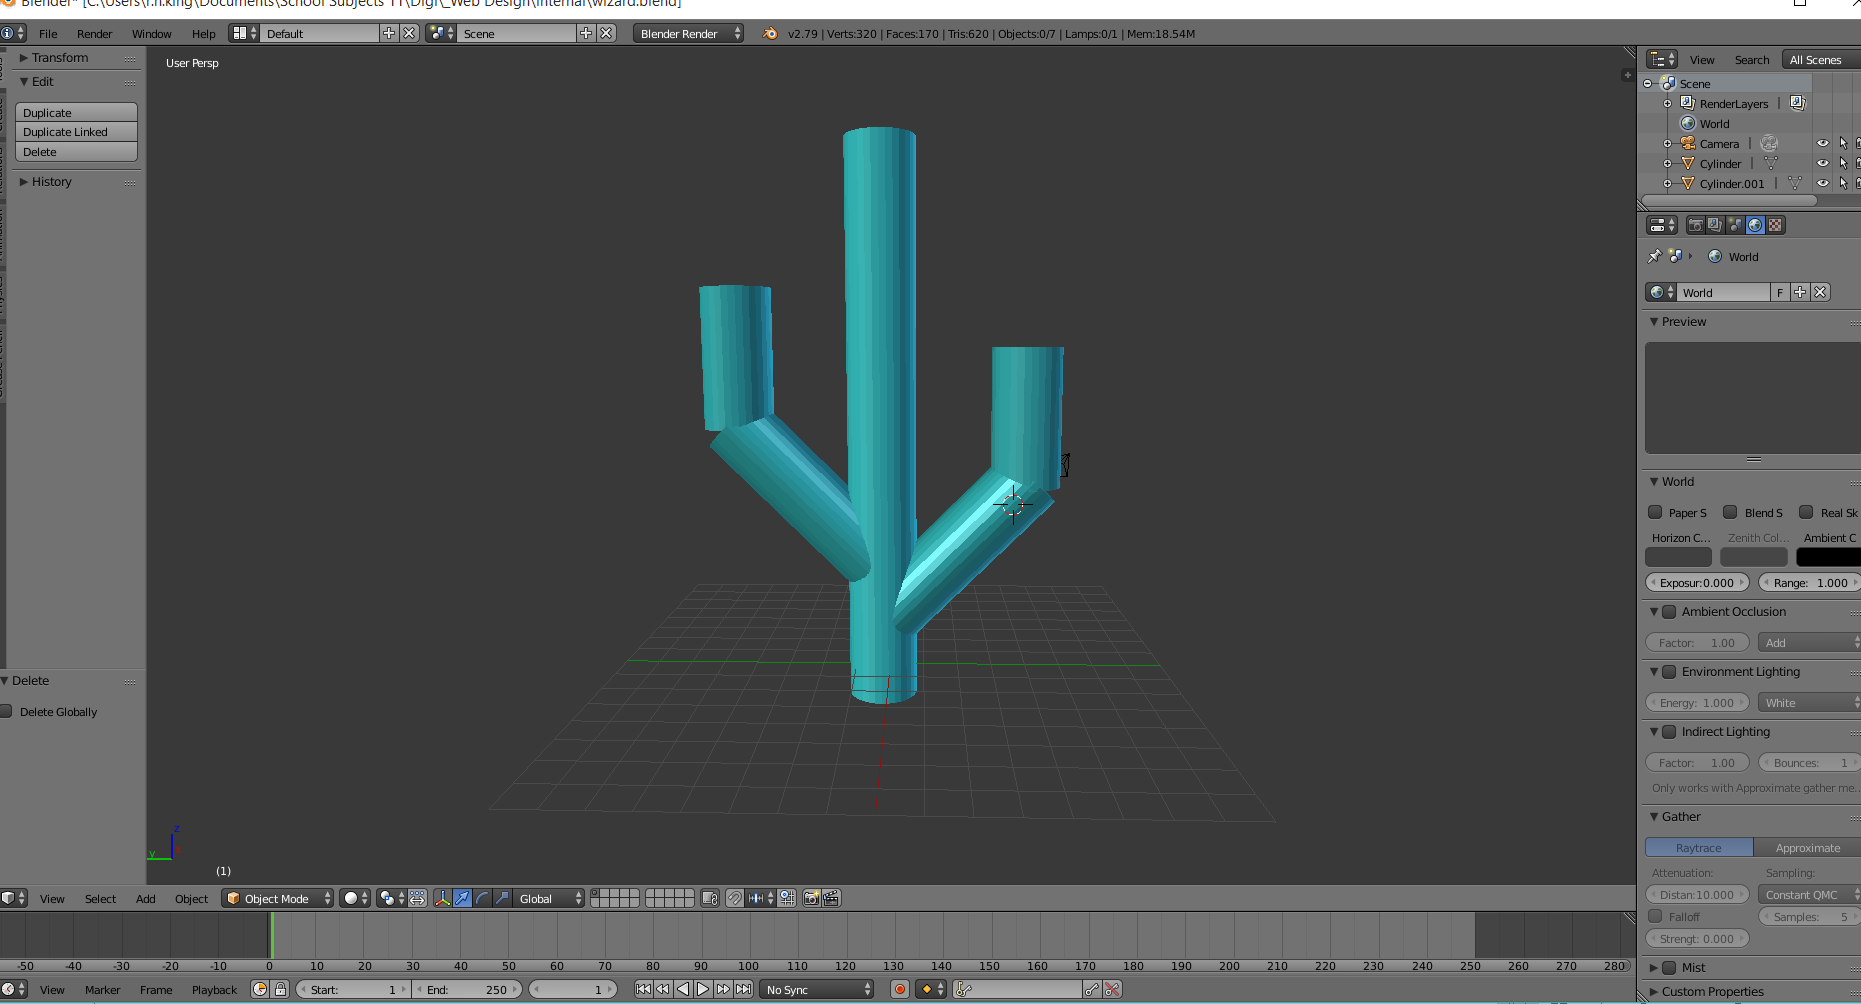 Blender* [C:\Users\r.n.king\Documents\School Subjects 11\Digi\_Web Design\Internal\wizard.blend]
File Render Window Help Default Scene Blender Render v2.79 | Verts:320 | Faces:170 | Tris:620 | Objects:0/7 | Lamps:0/1 | Mem:18.54M
Transform
Edit
Duplicate
Duplicate Linked
Delete
History
Delete
Delete Globally
User Persp
z
y
(1)
View Select Add Object Object Mode Global
-50 -40 -30 -20 -10 0 10 20 30 40 50 60 70 80 90 100 110 120 130 140 150 160 170 180 190 200 210 220 230 240 250 260 270 280
View Marker Frame Playback Start: 1 End: 250 1 No Sync
View Search All Scenes
Scene
RenderLayers |
World
Camera |
Cylinder |
Cylinder.001 |
World
World F
Preview
World
Paper S Blend S Real Sk
Horizon C... Zenith Col... Ambient C
Exposur:0.000 Range: 1.000
Ambient Occlusion
Factor: 1.00 Add
Environment Lighting
Energy: 1.000 White
Indirect Lighting
Factor: 1.00 Bounces: 1
Only works with Approximate gather me...
Gather
Raytrace Approximate
Attenuation: Sampling:
Distan:10.000 Constant QMC
Falloff Samples: 5
Strengt: 0.000
Mist
Custom Properties